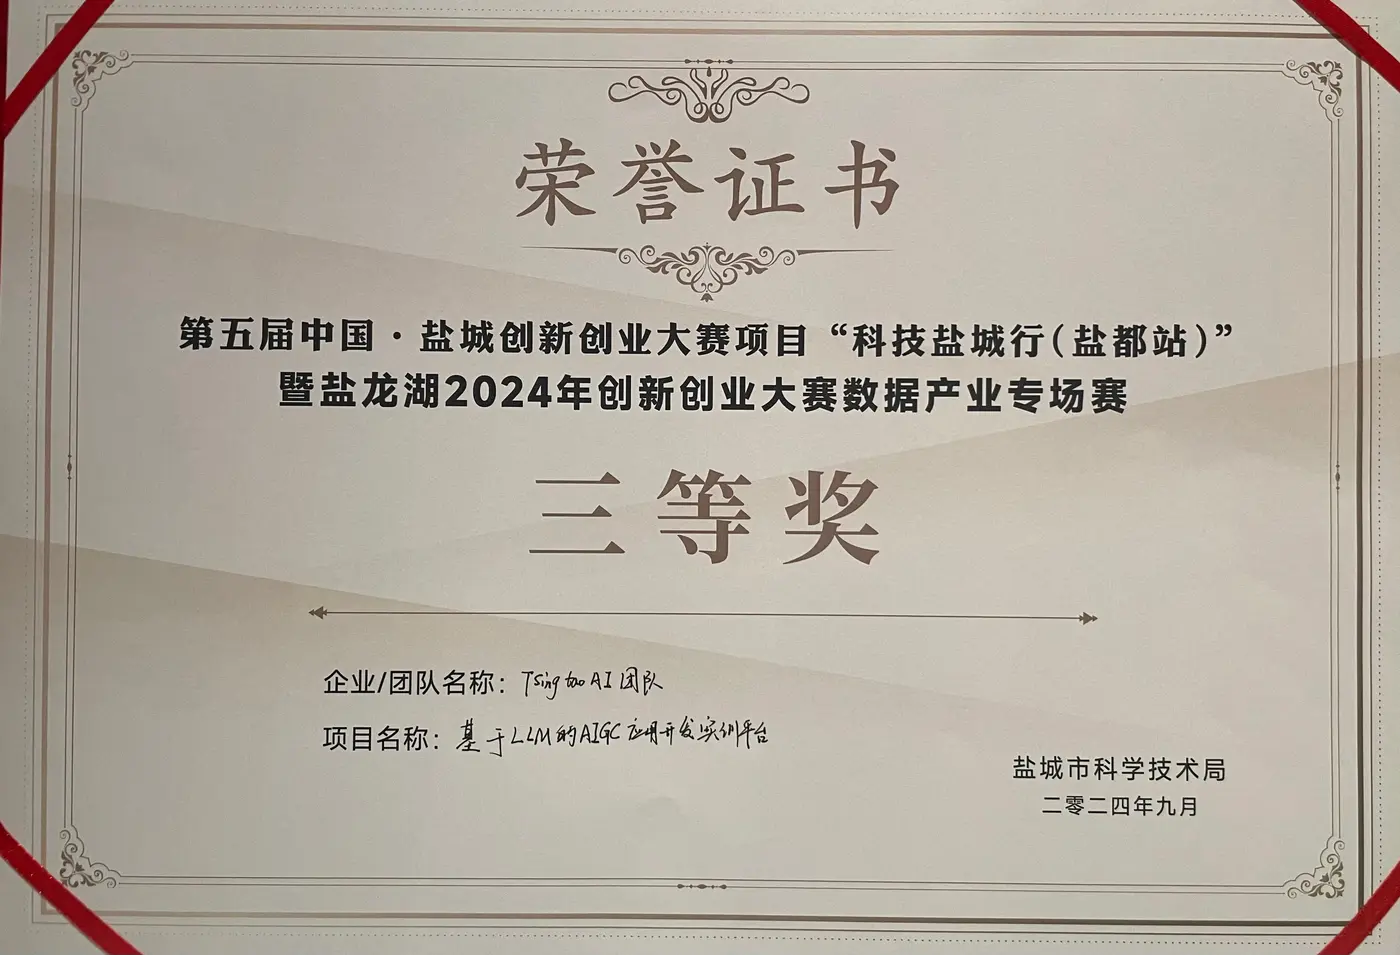 荣誉证书
第五届中国·盐城创新创业大赛项目“科技盐城行(盐都站)”
暨盐龙湖2024年创新创业大赛数据产业专场赛
三等奖
企业/团队名称：Tsing tao AI 团队
项目名称：基于LLM的AIGC应用开发实训平台
盐城市科学技术局
二零二四年九月